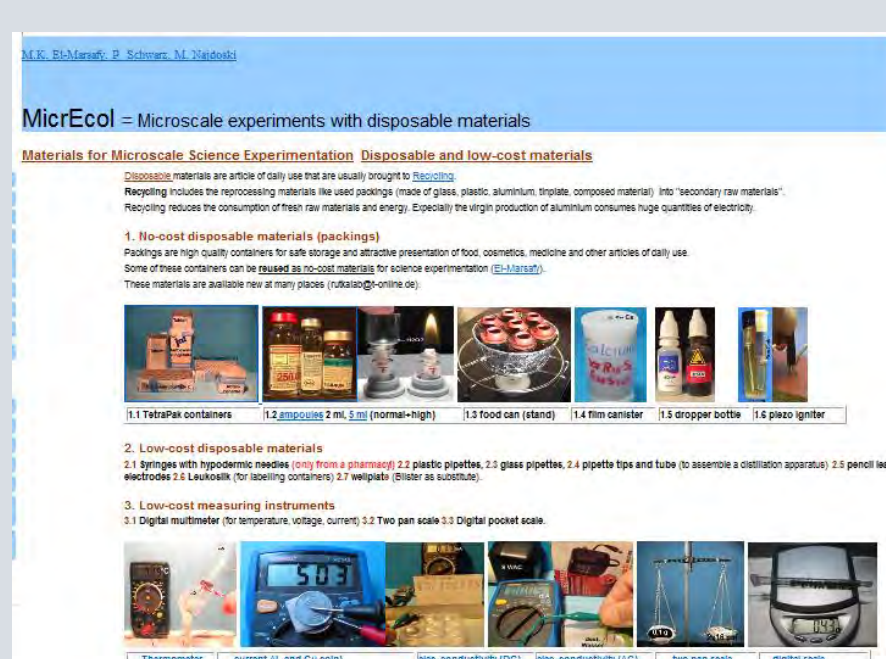 M.K. El-Marsafy, P. Schwarz, M. Najdoski
MicrEcol = Microscale experiments with disposable materials
Materials for Microscale Science Experimentation Disposable and low-cost materials
Disposable materials are article of daily use that are usually brought to Recycling.
Recycling includes the reprocessing materials like used packings (made of glass, plastic, aluminium, tinplate, composed material) into "secondary raw materials".
Recycling reduces the consumption of fresh raw materials and energy. Expecially the virgin production of aluminium consumes huge quantities of electricity.
1. No-cost disposable materials (packings)
Packings are high quality containers for safe storage and attractive presentation of food, cosmetics, medicine and other articles of daily use.
Some of these containers can be reused as no-cost materials for science experimentation (El-Marsafy).
These materials are available new at many places (rutkalab@t-online.de).
1.1 TetraPak containers 1.2 ampoules 2 ml, 5 ml (normal+high) 1.3 food can (stand) 1.4 film canister 1.5 dropper bottle 1.6 piezo igniter
2. Low-cost disposable materials
2.1 Syringes with hypodermic needles (only from a pharmacy!) 2.2 plastic pipettes, 2.3 glass pipettes, 2.4 pipette tips and tube (to assemble a distillation apparatus) 2.5 pencil
electrodes 2.6 Leukosilk (for labelling containers) 2.7 wellplate (Blister as substitute).
3. Low-cost measuring instruments
3.1 Digital multimeter (for temperature, voltage, current) 3.2 Two pan scale 3.3 Digital pocket scale.
503
0.1g
Thermometer
two pan scale